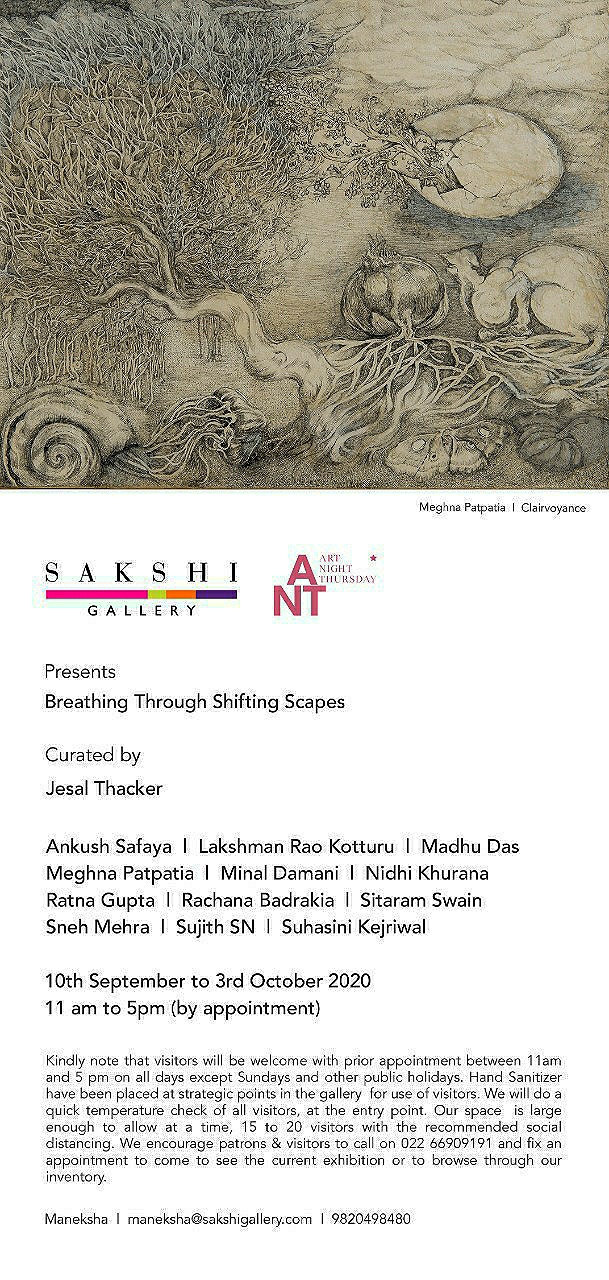 Meghna Patpatia I Clairvoyance
SAKSHI
GALLERY
ANT
ART
NIGHT
THURSDAY
Presents
Breathing Through Shifting Scapes
Curated by
Jesal Thacker
Ankush Safaya I Lakshman Rao Kotturu I Madhu Das
Meghna Patpatia I Minal Damani I Nidhi Khurana
Ratna Gupta I Rachana Badrakia I Sitaram Swain
Sneh Mehra I Sujith SN I Suhasini Kejriwal
10th September to 3rd October 2020
11 am to 5pm (by appointment)
Kindly note that visitors will be welcome with prior appointment between 11am
and 5 pm on all days except Sundays and other public holidays. Hand Sanitizer
have been placed at strategic points in the gallery for use of visitors. We will do a
quick temperature check of all visitors, at the entry point. Our space is large
enough to allow at a time, 15 to 20 visitors with the recommended social
distancing. We encourage patrons & visitors to call on 022 66909191 and fix an
appointment to come to see the current exhibition or to browse through our
inventory.
Maneksha I maneksha@sakshigallery.com I 9820498480